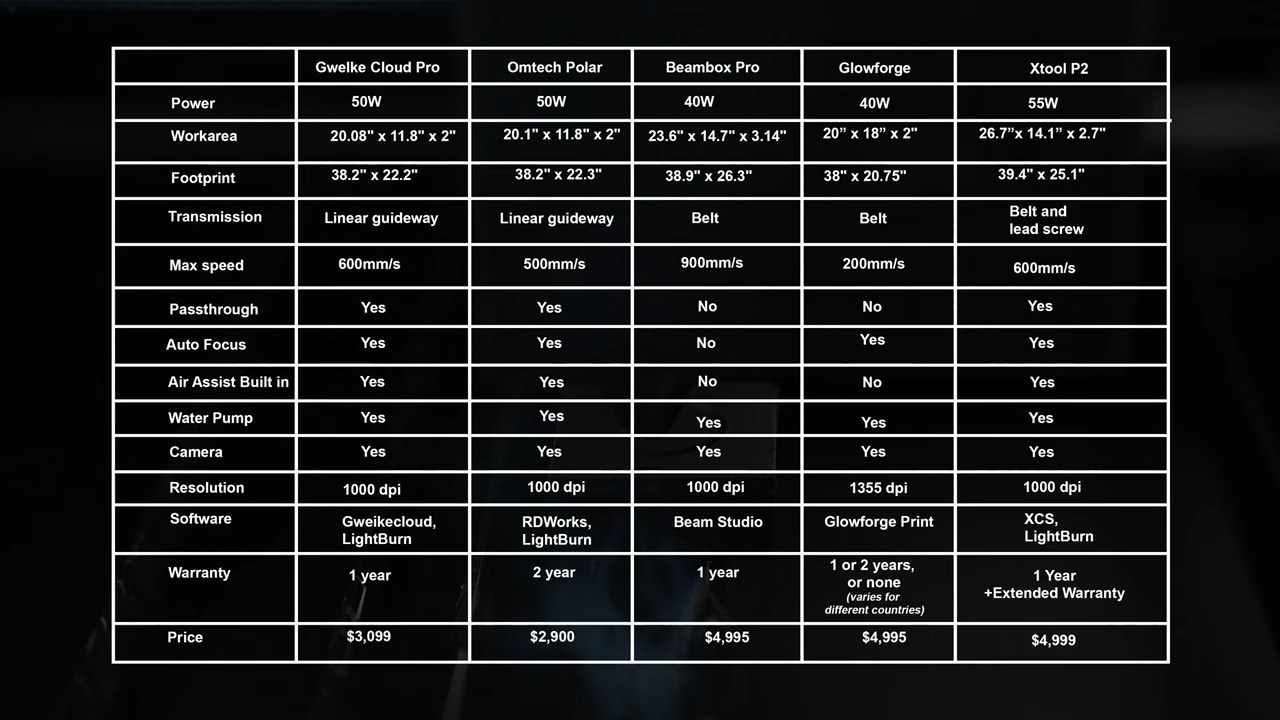 Gwelke Cloud Pro Omtech Polar Beambox Pro Glowforge Xtool P2
Power 50W 50W 40W 40W 55W
Workarea 20.08" x 11.8" x 2" 20.1" x 11.8" x 2" 23.6" x 14.7" x 3.14" 20” x 18” x 2" 26.7”x 14.1” x 2.7"
Footprint 38.2" x 22.2" 38.2" x 22.3" 38.9" x 26.3" 38" x 20.75" 39.4" x 25.1"
Transmission Linear guideway Linear guideway Belt Belt Belt and
lead screw
Max speed 600mm/s 500mm/s 900mm/s 200mm/s 600mm/s
Passthrough Yes Yes No No Yes
Auto Focus Yes Yes No Yes Yes
Air Assist Built in Yes Yes No No Yes
Water Pump Yes Yes Yes Yes Yes
Camera Yes Yes Yes Yes Yes
Resolution 1000 dpi 1000 dpi 1000 dpi 1355 dpi 1000 dpi
Software Gweikecloud, RDWorks, Beam Studio Glowforge Print XCS,
LightBurn LightBurn LightBurn
Warranty 1 year 2 year 1 year 1 or 2 years, 1 Year
or none +Extended Warranty
(varies for
different countries)
Price $3,099 $2,900 $4,995 $4,995 $4,999